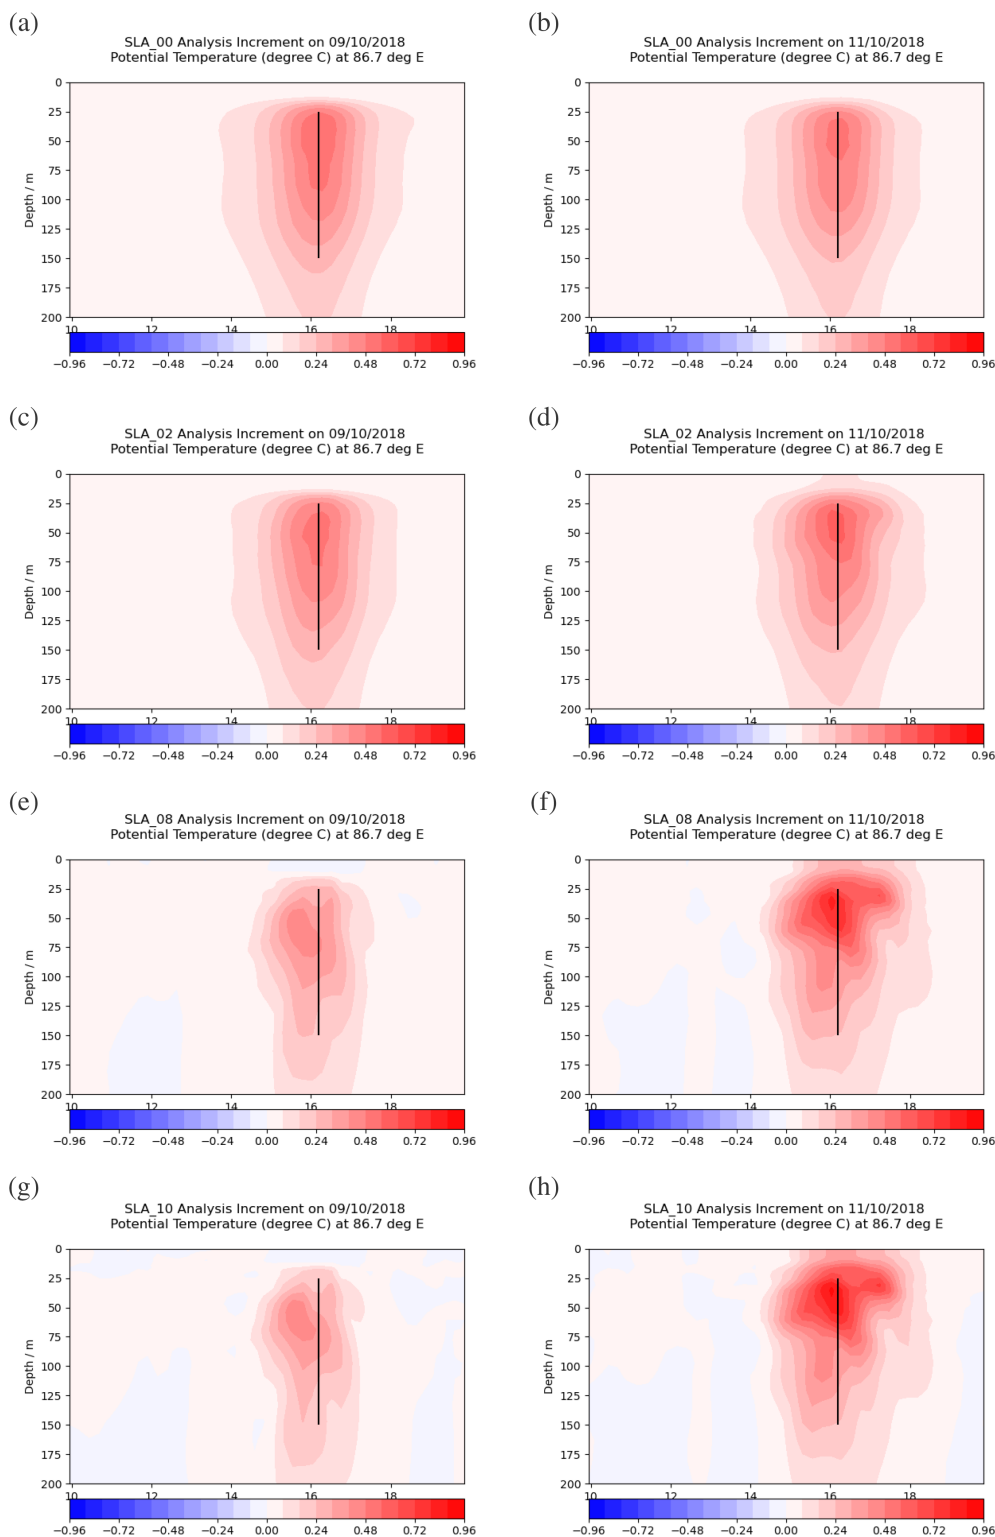 (a)
SLA_00 Analysis Increment on 09/10/2018
Potential Temperature (degree C) at 86.7 deg E
0
25
50
75
100
125
150
175
200
Depth / m
10 12 14 16 18
−0.96 −0.72 −0.48 −0.24 0.00 0.24 0.48 0.72 0.96
(b)
SLA_00 Analysis Increment on 11/10/2018
Potential Temperature (degree C) at 86.7 deg E
0
25
50
75
100
125
150
175
200
Depth / m
10 12 14 16 18
−0.96 −0.72 −0.48 −0.24 0.00 0.24 0.48 0.72 0.96
(c)
SLA_02 Analysis Increment on 09/10/2018
Potential Temperature (degree C) at 86.7 deg E
0
25
50
75
100
125
150
175
200
Depth / m
10 12 14 16 18
−0.96 −0.72 −0.48 −0.24 0.00 0.24 0.48 0.72 0.96
(d)
SLA_02 Analysis Increment on 11/10/2018
Potential Temperature (degree C) at 86.7 deg E
0
25
50
75
100
125
150
175
200
Depth / m
10 12 14 16 18
−0.96 −0.72 −0.48 −0.24 0.00 0.24 0.48 0.72 0.96
(e)
SLA_08 Analysis Increment on 09/10/2018
Potential Temperature (degree C) at 86.7 deg E
0
25
50
75
100
125
150
175
200
Depth / m
10 12 14 16 18
−0.96 −0.72 −0.48 −0.24 0.00 0.24 0.48 0.72 0.96
(f)
SLA_08 Analysis Increment on 11/10/2018
Potential Temperature (degree C) at 86.7 deg E
0
25
50
75
100
125
150
175
200
Depth / m
10 12 14 16 18
−0.96 −0.72 −0.48 −0.24 0.00 0.24 0.48 0.72 0.96
(g)
SLA_10 Analysis Increment on 09/10/2018
Potential Temperature (degree C) at 86.7 deg E
0
25
50
75
100
125
150
175
200
Depth / m
10 12 14 16 18
−0.96 −0.72 −0.48 −0.24 0.00 0.24 0.48 0.72 0.96
(h)
SLA_10 Analysis Increment on 11/10/2018
Potential Temperature (degree C) at 86.7 deg E
0
25
50
75
100
125
150
175
200
Depth / m
10 12 14 16 18
−0.96 −0.72 −0.48 −0.24 0.00 0.24 0.48 0.72 0.96